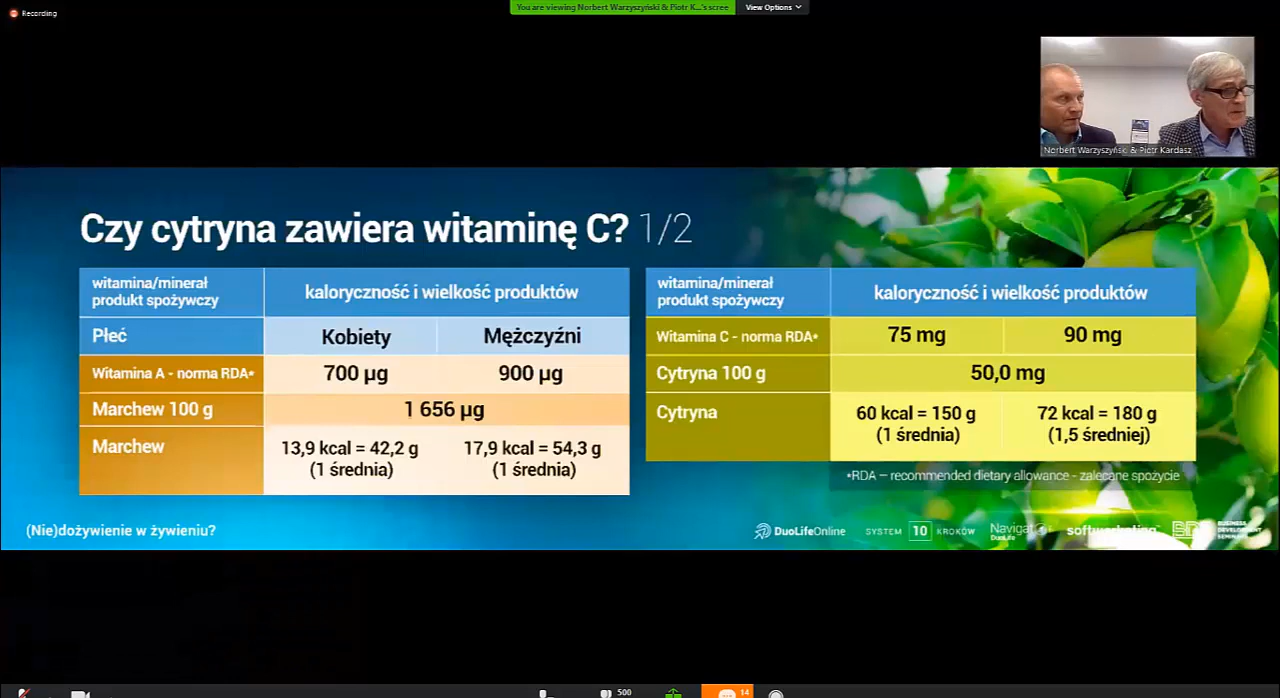 Recording
You are viewing Norbert Warzyszyński & Piotr K...'s scree
View Options
Norbert Warzyszyński & Piotr Kardasz
Czy cytryna zawiera witaminę C? 1/2
witamina/minerał
produkt spożywczy
kaloryczność i wielkość produktów
Płeć
Kobiety
Mężczyźni
Witamina A - norma RDA*
700 µg
900 µg
Marchew 100 g
1 656 µg
Marchew
13,9 kcal = 42,2 g
(1 średnia)
17,9 kcal = 54,3 g
(1 średnia)
witamina/minerał
produkt spożywczy
kaloryczność i wielkość produktów
Witamina C - norma RDA*
75 mg
90 mg
Cytryna 100 g
50,0 mg
Cytryna
60 kcal = 150 g
(1 średnia)
72 kcal = 180 g
(1,5 średniej)
*RDA – recommended dietary allowance - zalecane spożycie
(Nie)dożywienie w żywieniu?
DuoLifeOnline
SYSTEM 10 KROKÓW
DuoLife
BUSINESS
DEVELOPMENT
SEMINARS
500
14